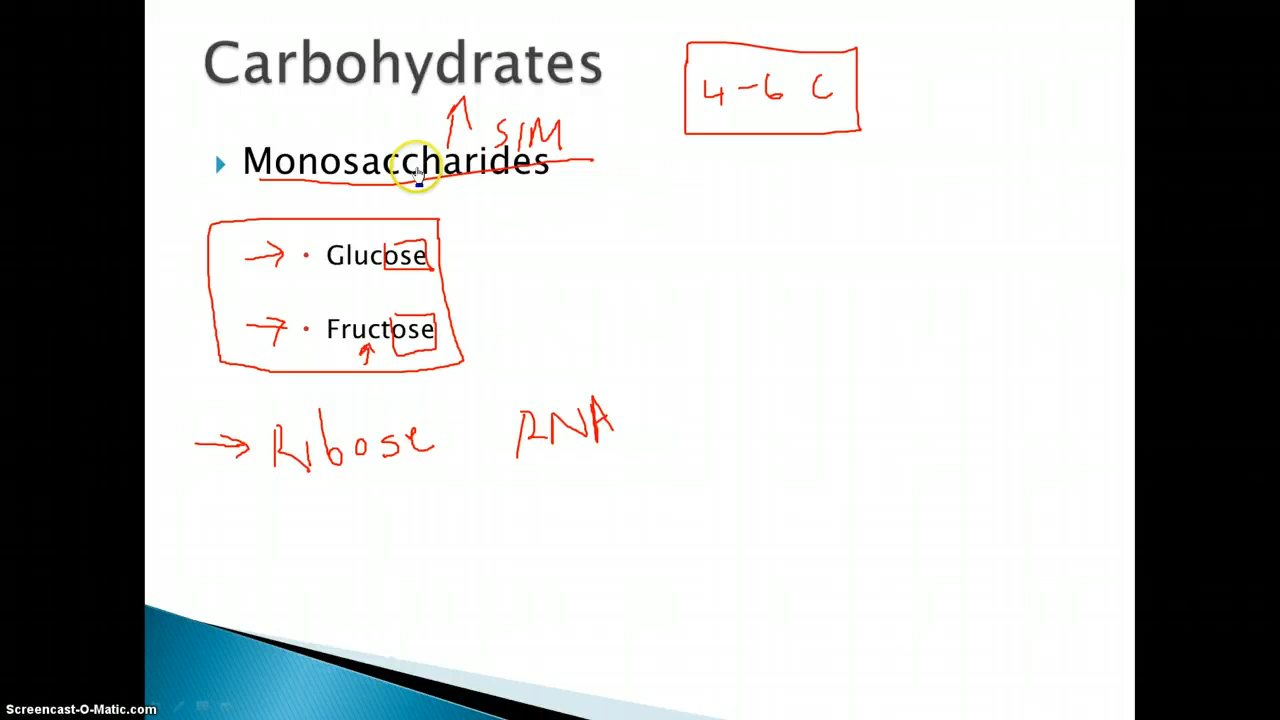 Carbohydrates
4-6 C
SIM
Monosaccharides
Glucose
Fructose
Ribose RNA
Screencast-O-Matic.com